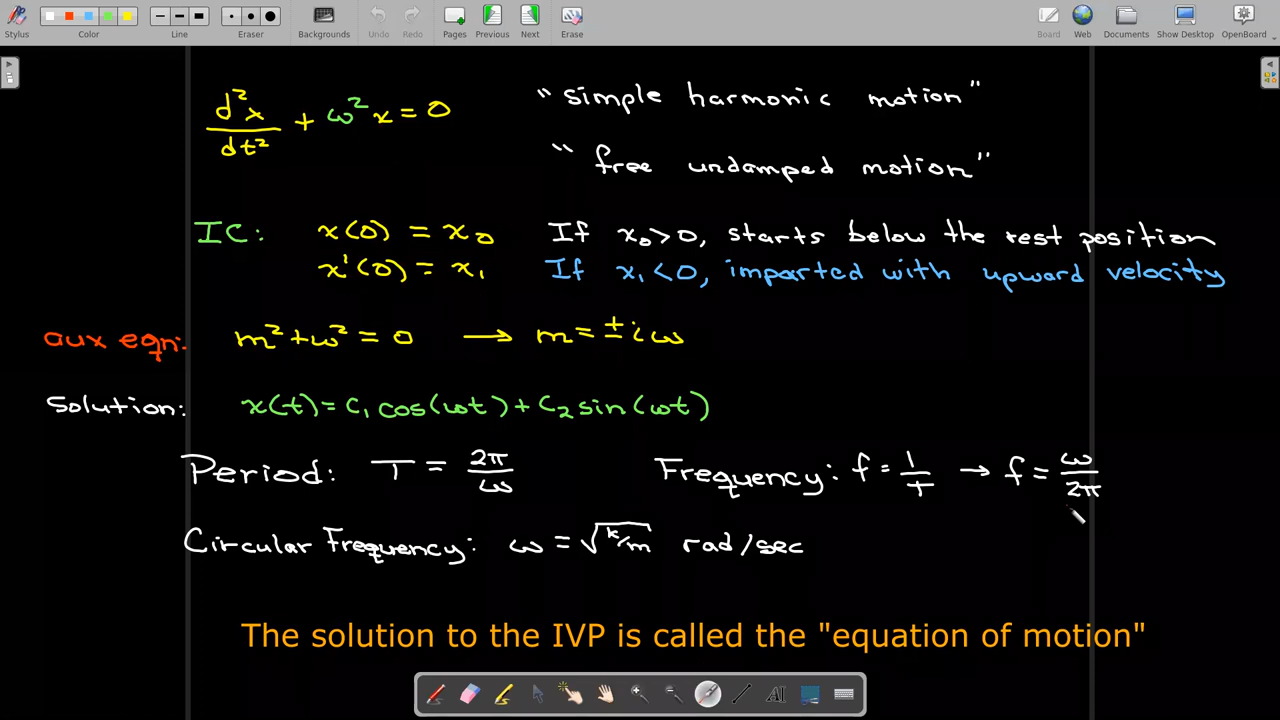 Stylus Color Line Eraser Backgrounds Undo Redo Pages Previous Next Erase Board Web Documents Show Desktop OpenBoard
d²x/dt² + ω²x = 0 "simple harmonic motion"
"free undamped motion"
IC: x(0) = x₀ If x₀>0, starts below the rest position
x'(0) = x₁ If x₁<0, imparted with upward velocity
aux eqn: m²+ω² = 0 → m = ±iω
Solution: x(t) = c₁cos(ωt) + c₂sin(ωt)
Period: T = 2π/ω Frequency: f = 1/T → f = ω/2π
Circular Frequency: ω = √k/m rad/sec
The solution to the IVP is called the "equation of motion"
AI